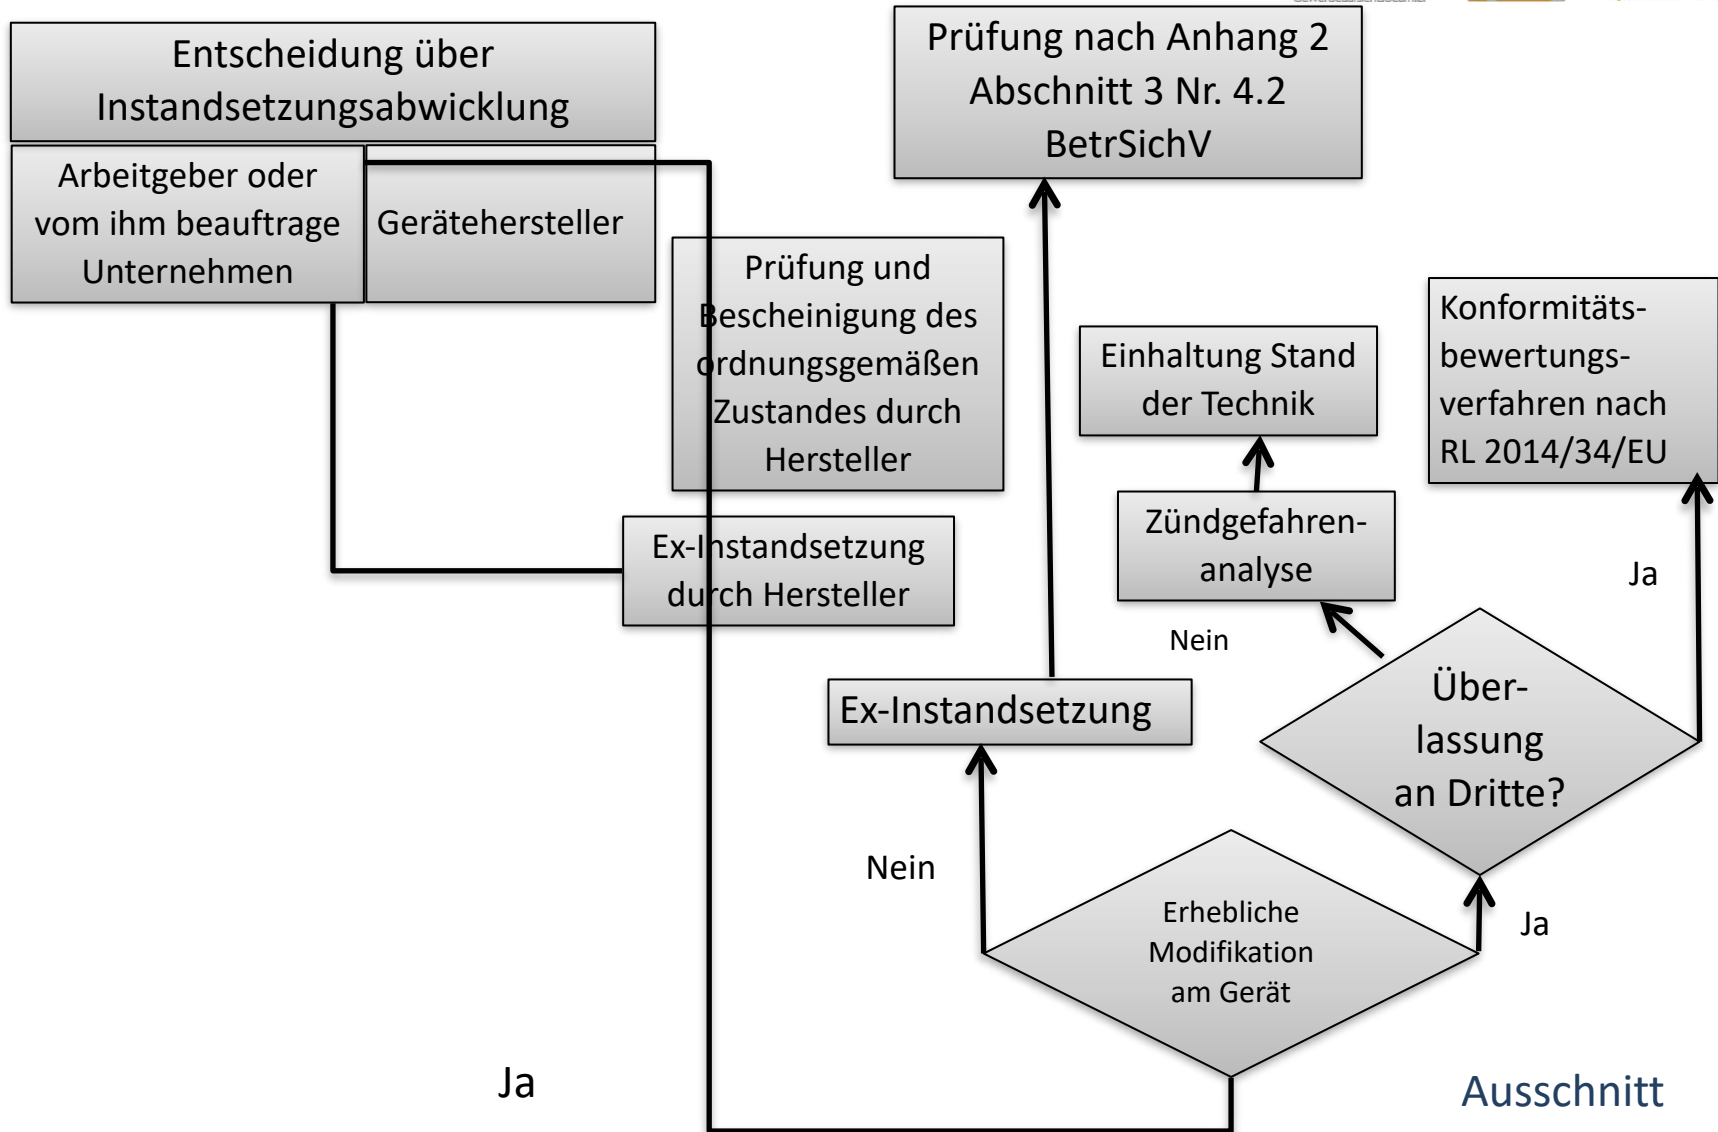 Entscheidung über
Instandsetzungsabwicklung
Arbeitgeber oder
vom ihm beauftrage
Unternehmen
Gerätehersteller
Prüfung nach Anhang 2
Abschnitt 3 Nr. 4.2
BetrSichV
Prüfung und
Bescheinigung des
ordnungsgemäßen
Zustandes durch
Hersteller
Einhaltung Stand
der Technik
Konformitäts-
bewertungs-
verfahren nach
RL 2014/34/EU
Zündgefahren-
analyse
Ex-Instandsetzung
durch Hersteller
Ja
Nein
Ex-Instandsetzung
Über-
lassung
an Dritte?
Nein
Erhebliche
Modifikation
am Gerät
Ja
Ja
Ausschnitt